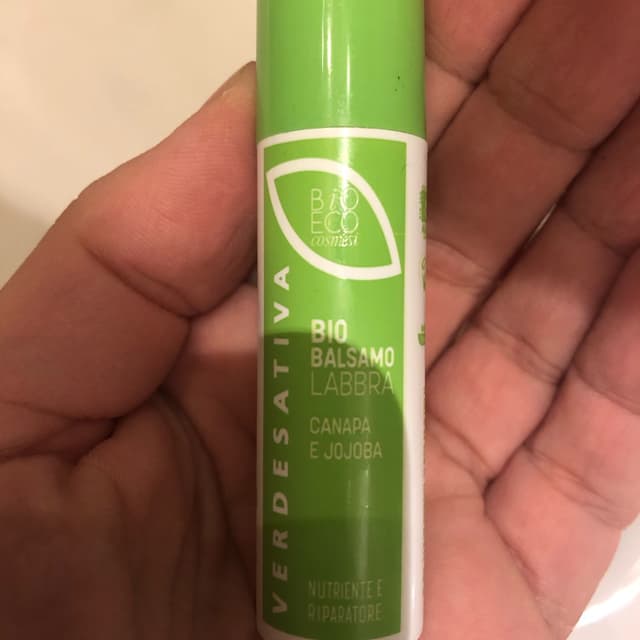 BiO
ECO
cosmesi
VERDESATIVA
BIO
BALSAMO
LABBRA
CANAPA
E JOJOBA
NUTRIENTE E
RIPARATORE